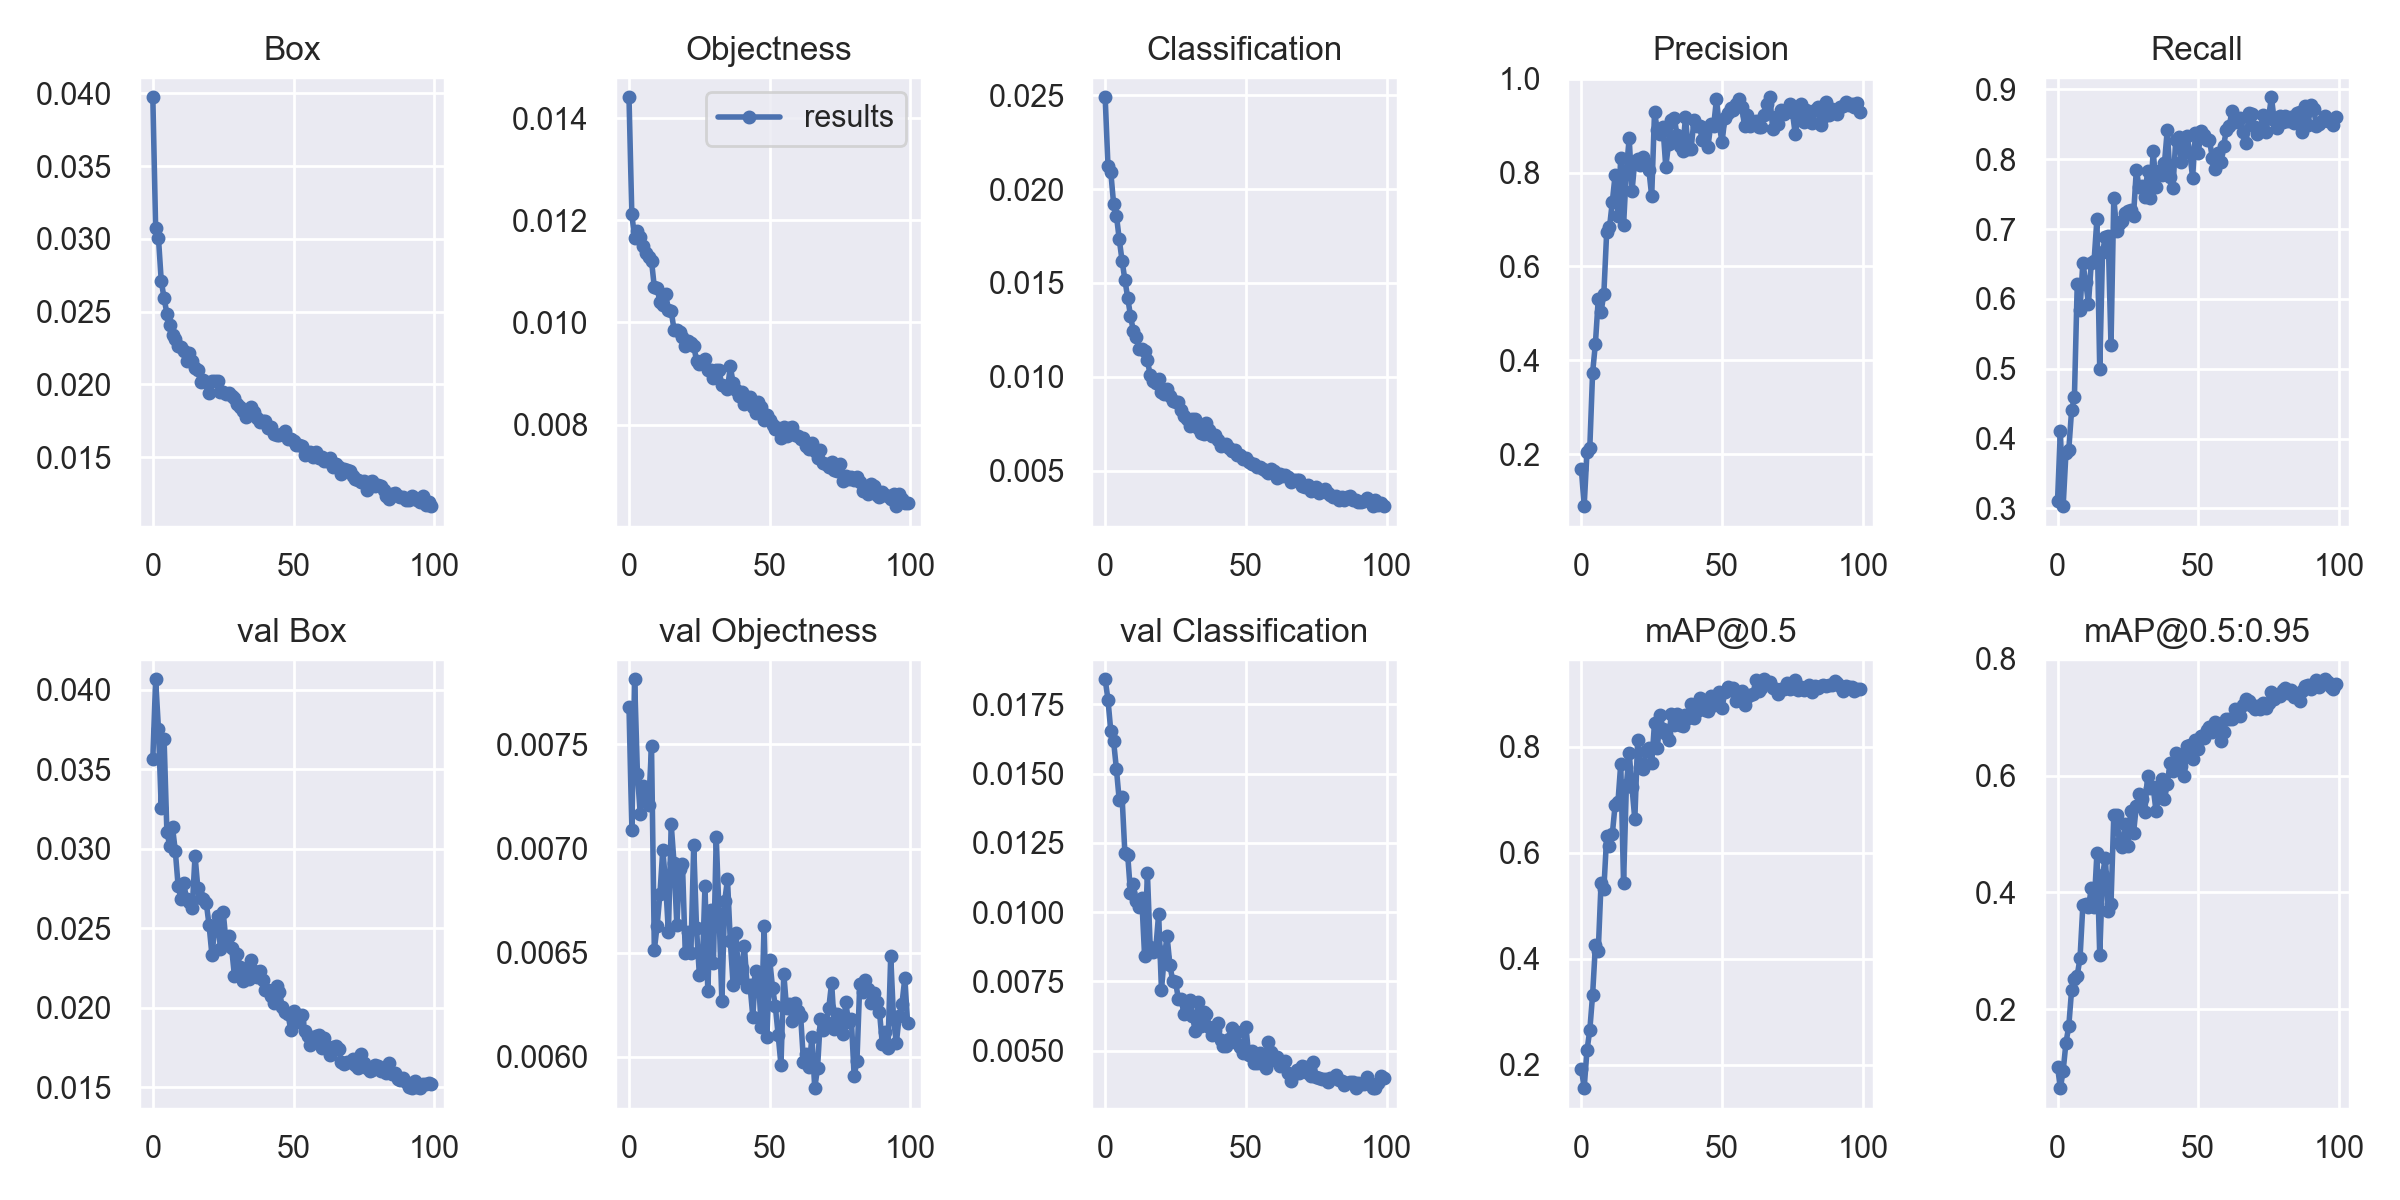 Box
Objectness
Classification
Precision
Recall
0.040
0.035
0.030
0.025
0.020
0.015
0 50 100
results
0.014
0.012
0.010
0.008
0 50 100
0.025
0.020
0.015
0.010
0.005
0 50 100
1.0
0.8
0.6
0.4
0.2
0 50 100
0.9
0.8
0.7
0.6
0.5
0.4
0.3
0 50 100
val Box
val Objectness
val Classification
mAP@0.5
mAP@0.5:0.95
0.040
0.035
0.030
0.025
0.020
0.015
0 50 100
0.0075
0.0070
0.0065
0.0060
0 50 100
0.0175
0.0150
0.0125
0.0100
0.0075
0.0050
0 50 100
0.8
0.6
0.4
0.2
0 50 100
0.8
0.6
0.4
0.2
0 50 100